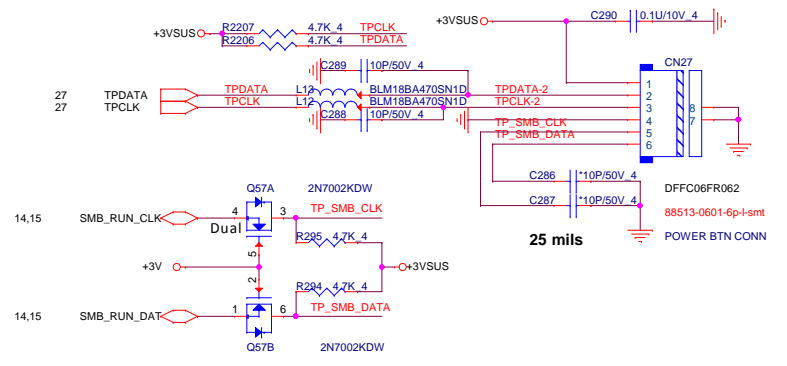 R2207 4.7K_4 TPCLK
+3VSUS
R2206 4.7K_4 TPDATA
+3VSUS
C290 0.1U/10V_4
CN27
C289 10P/50V_4
27 TPDATA TPDATA L13 BLM18BA470SN1D TPDATA-2
27 TPCLK TPCLK L12 BLM18BA470SN1D TPCLK-2
C288 10P/50V_4
TP_SMB_CLK
TP_SMB_DATA
1
2
3
4
5
6
8
7
C286 *10P/50V_4
C287 *10P/50V_4
DFFC06FR062
88513-0601-6p-l-smt
POWER BTN CONN
25 mils
Q57A 2N7002KDW
14,15 SMB_RUN_CLK 4 3 TP_SMB_CLK
Dual
R295 4.7K_4
5
+3V
+3VSUS
2
R294 4.7K_4
14,15 SMB_RUN_DAT 1 6 TP_SMB_DATA
Q57B 2N7002KDW